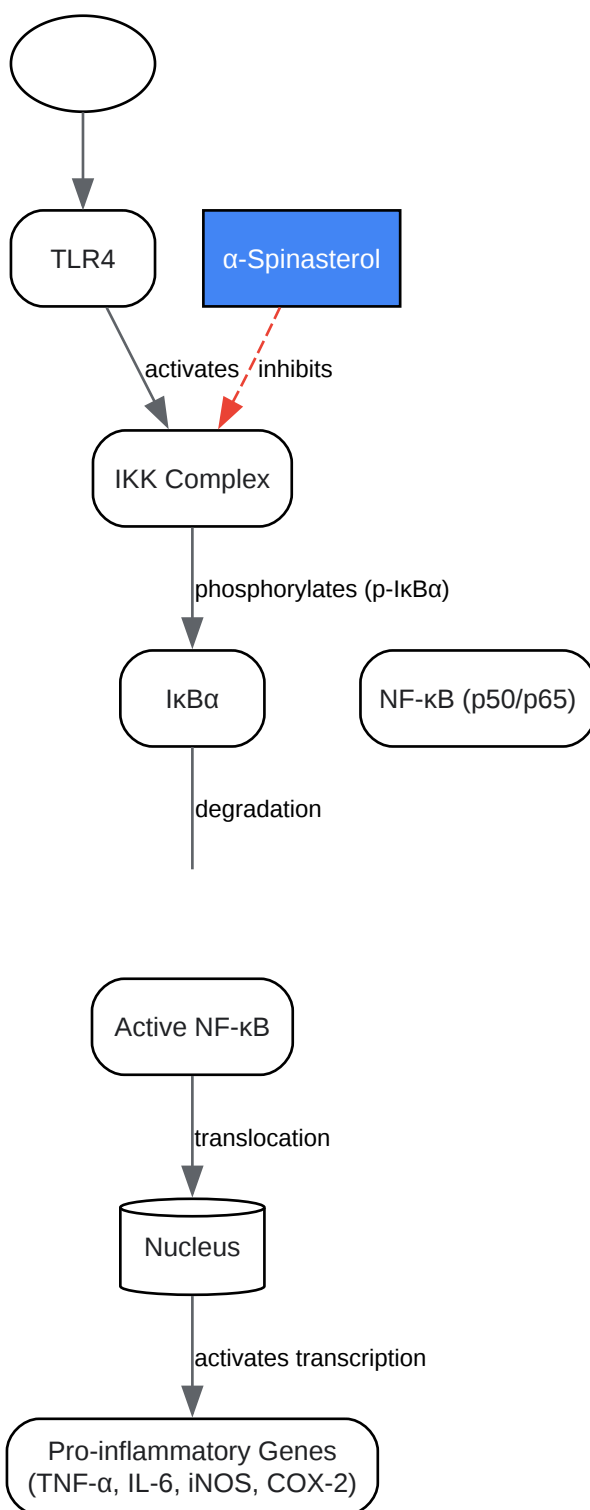 TLR4
α-Spinasterol
activates
inhibits
IKK Complex
phosphorylates (p-IκBα)
IκBα
NF-κB (p50/p65)
degradation
Active NF-κB
translocation
Nucleus
activates transcription
Pro-inflammatory Genes
(TNF-α, IL-6, iNOS, COX-2)